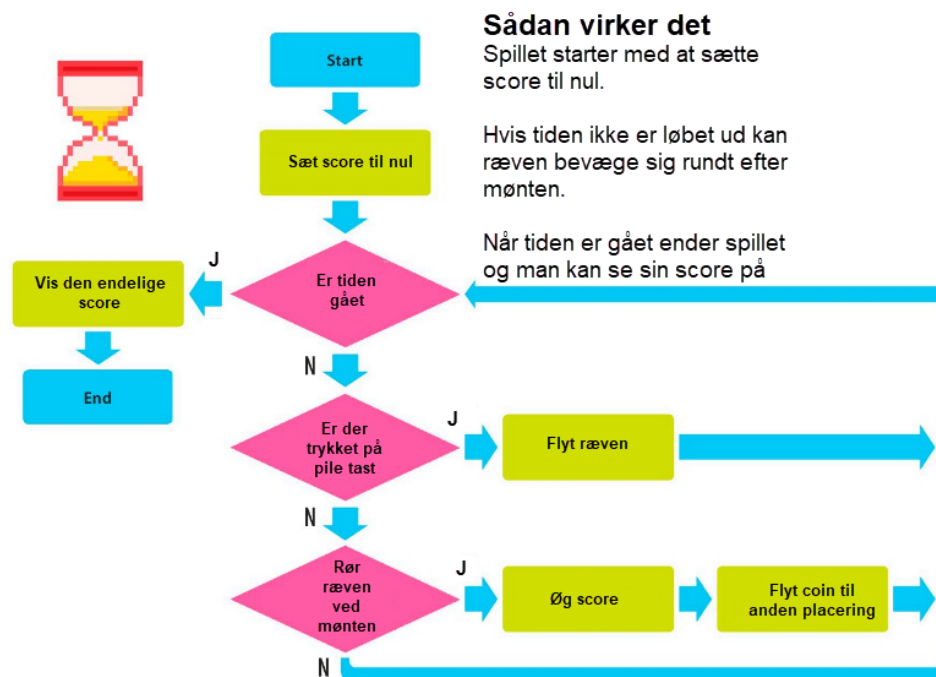 Sådan virker det
Spillet starter med at sætte
score til nul.
Hvis tiden ikke er løbet ud kan
ræven bevæge sig rundt efter
mønten.
Når tiden er gået ender spillet
og man kan se sin score på
Start
Sæt score til nul
Er tiden
gået
J
Vis den endelige
score
End
N
Er der
trykket på
pile tast
J
Flyt ræven
N
Rør
ræven
ved
mønten
J
Øg score
Flyt coin til
anden placering
N